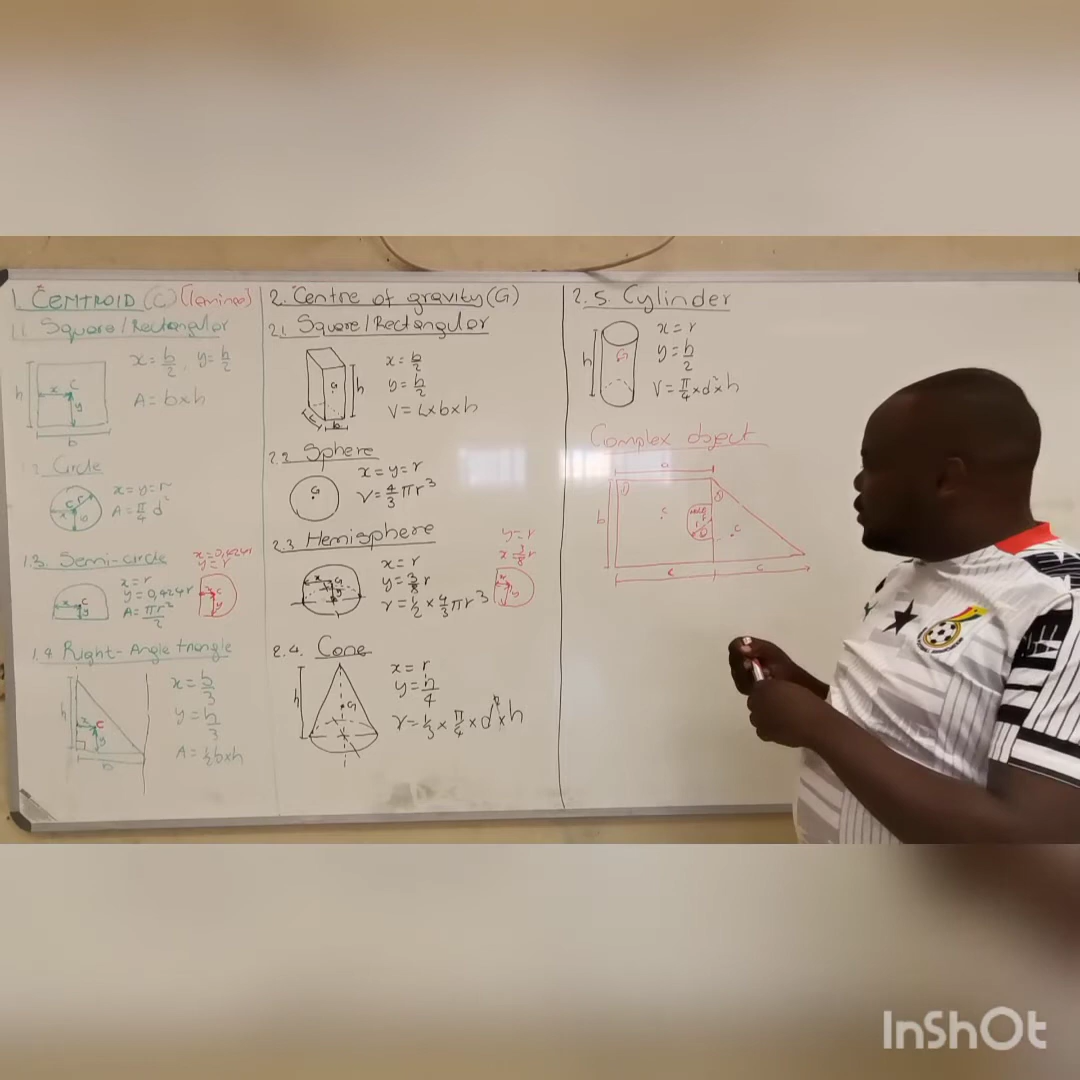 1. CENTROID (C) [laminae]
1.1. Square/Rectangular
x = b/2, y = h/2
h
x
C
y
A = b×h
b
1.2. Circle
x = y = r
A = π/4 d²
C
r
x
1.3. Semi-circle
x = 0,424r
y = r
x = r
y = 0,424r
A = πr²/2
x
C
y
C
y
1.4 Right-Angle triangle
x = b/3
y = h/3
A = ½b×h
h
x
C
y
b
2. Centre of gravity (G)
2.1 Square/Rectangular
x = b/2
y = h/2
V = L×b×h
h
G
L
b
2.2 Sphere
x = y = r
V = 4/3 πr³
G
2.3 Hemisphere
y = r
x = 3/8 r
x = r
y = 3/8 r
V = ½ × 4/3 πr³
x
G
y
x
y
2.4. Cone
x = r
y = h/4
V = 1/3 × π/4 × d² × h
h
G
2.5. Cylinder
x = r
y = h/2
V = π/4 × d² × h
h
G
Complex object
a
b
C
C
c
InShOt